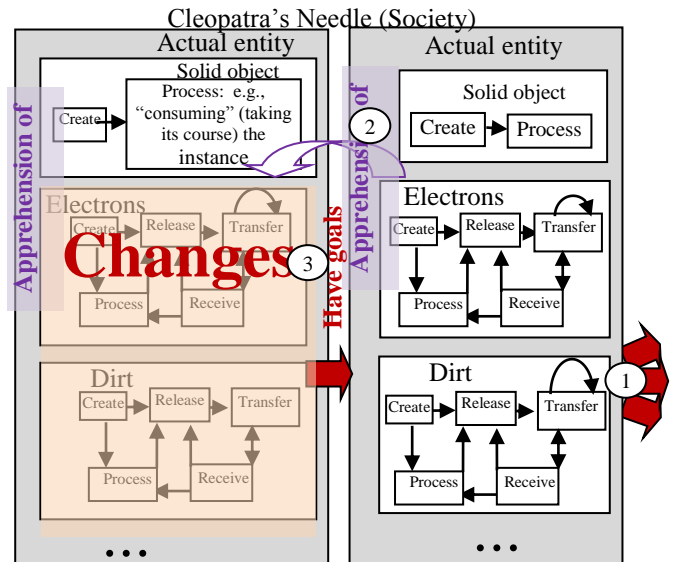 Cleopatra's Needle (Society)
Actual entity
Solid object
Create
Process: e.g.,
"consuming" (taking
its course) the
instance
Apprehension of
Electrons
Create
Release
Transfer
Process
Receive
Changes
3
Dirt
Create
Release
Transfer
Process
Receive
• • •
Have goals
Actual entity
Solid object
Create
Process
2
Apprehension of
Electrons
Create
Release
Transfer
Process
Receive
Dirt
Create
Release
Transfer
Process
Receive
1
• • •